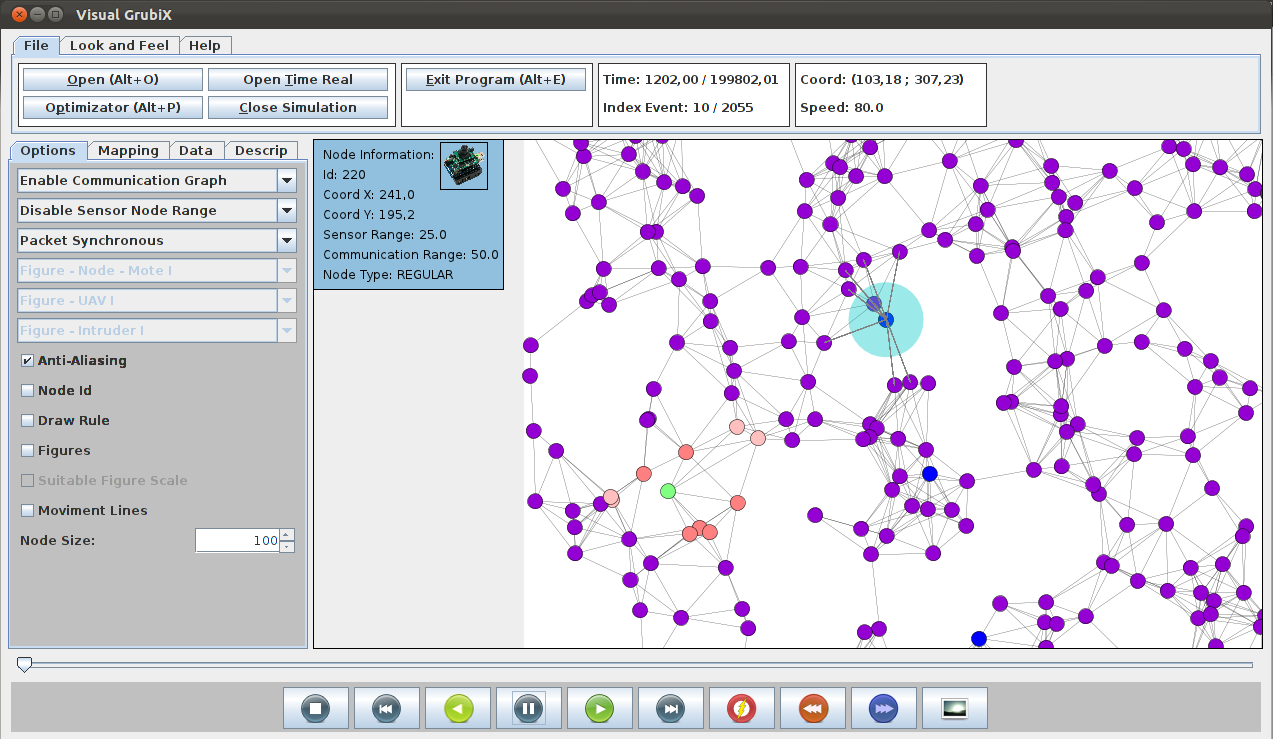 Visual GrubiX
File Look and Feel Help
Open (Alt+O) Open Time Real Exit Program (Alt+E) Time: 1202,00 / 199802,01 Coord: (103,18 ; 307,23)
Optimizator (Alt+P) Close Simulation Index Event: 10 / 2055 Speed: 80.0
Options Mapping Data Descrip
Enable Communication Graph
Disable Sensor Node Range
Packet Synchronous
Figure - Node - Mote I
Figure - UAV I
Figure - Intruder I
Anti-Aliasing
Node Id
Draw Rule
Figures
Suitable Figure Scale
Moviment Lines
Node Size: 100
Node Information:
Id: 220
Coord X: 241,0
Coord Y: 195,2
Sensor Range: 25.0
Communication Range: 50.0
Node Type: REGULAR